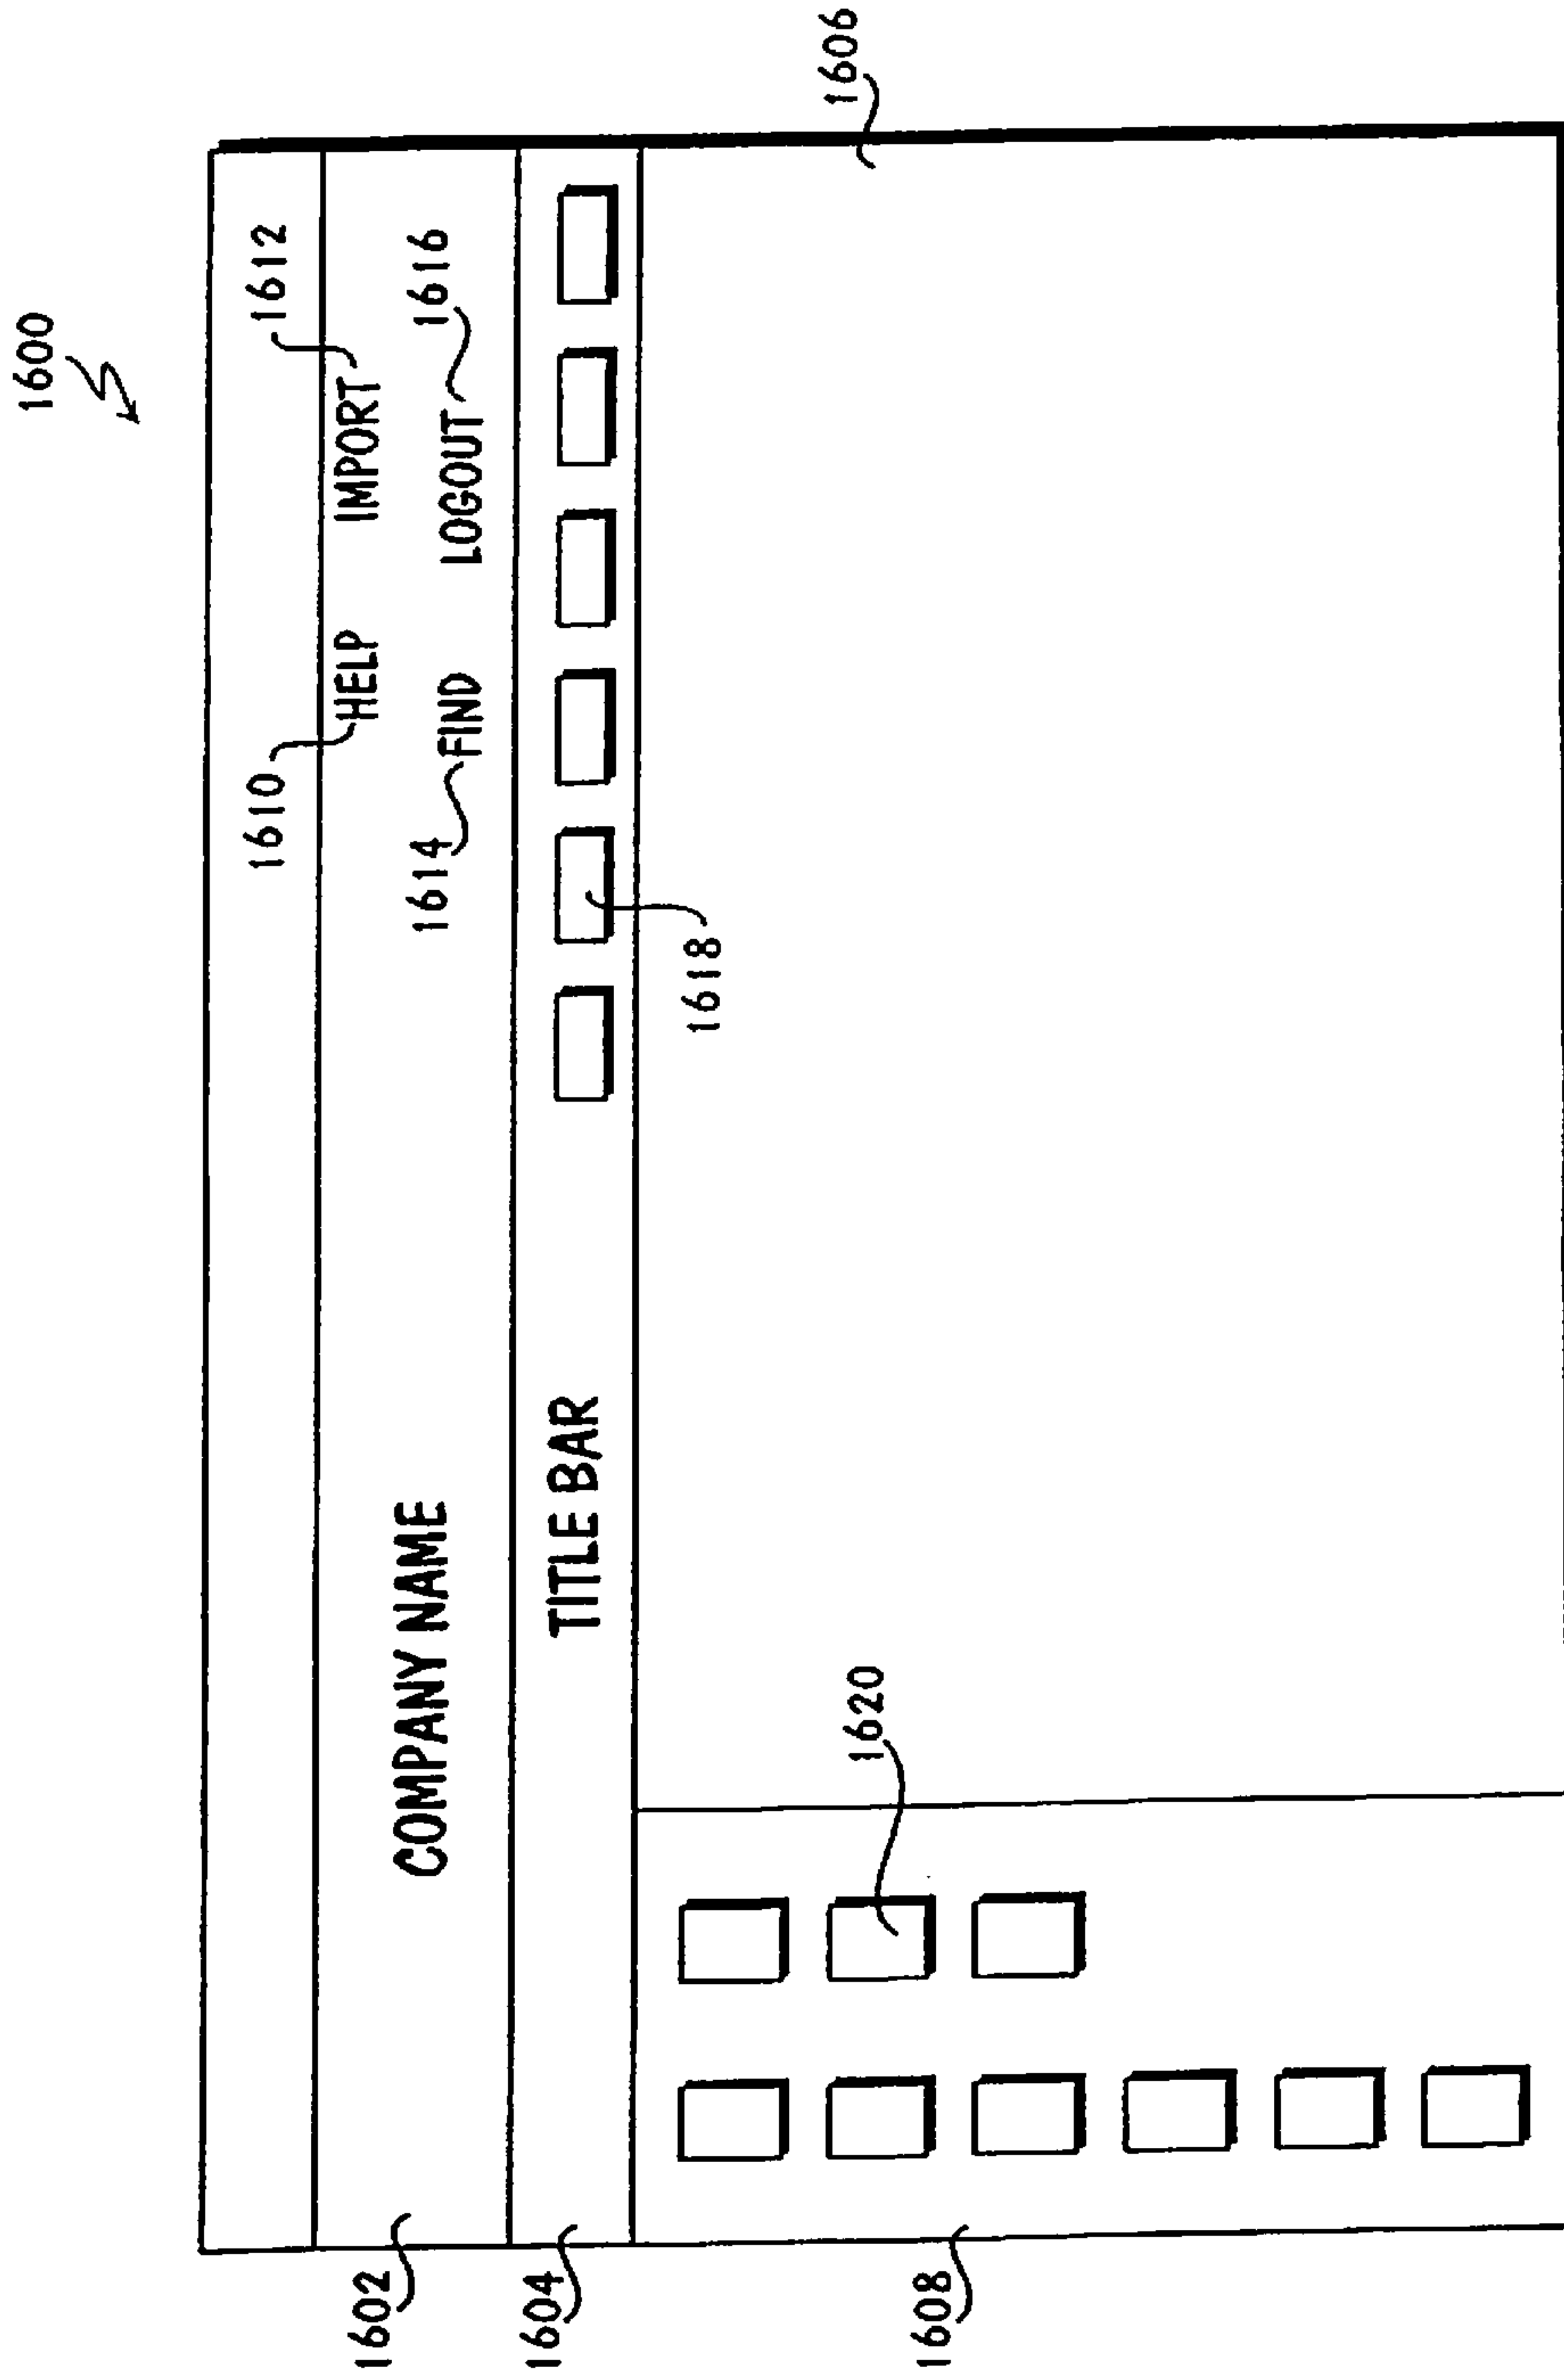 1600
1610
1612
HELP
IMPORT
1602
COMPANY NAME
1614
FIND
LOGOUT
1616
1604
TITLE BAR
1618
1620
1606
1608